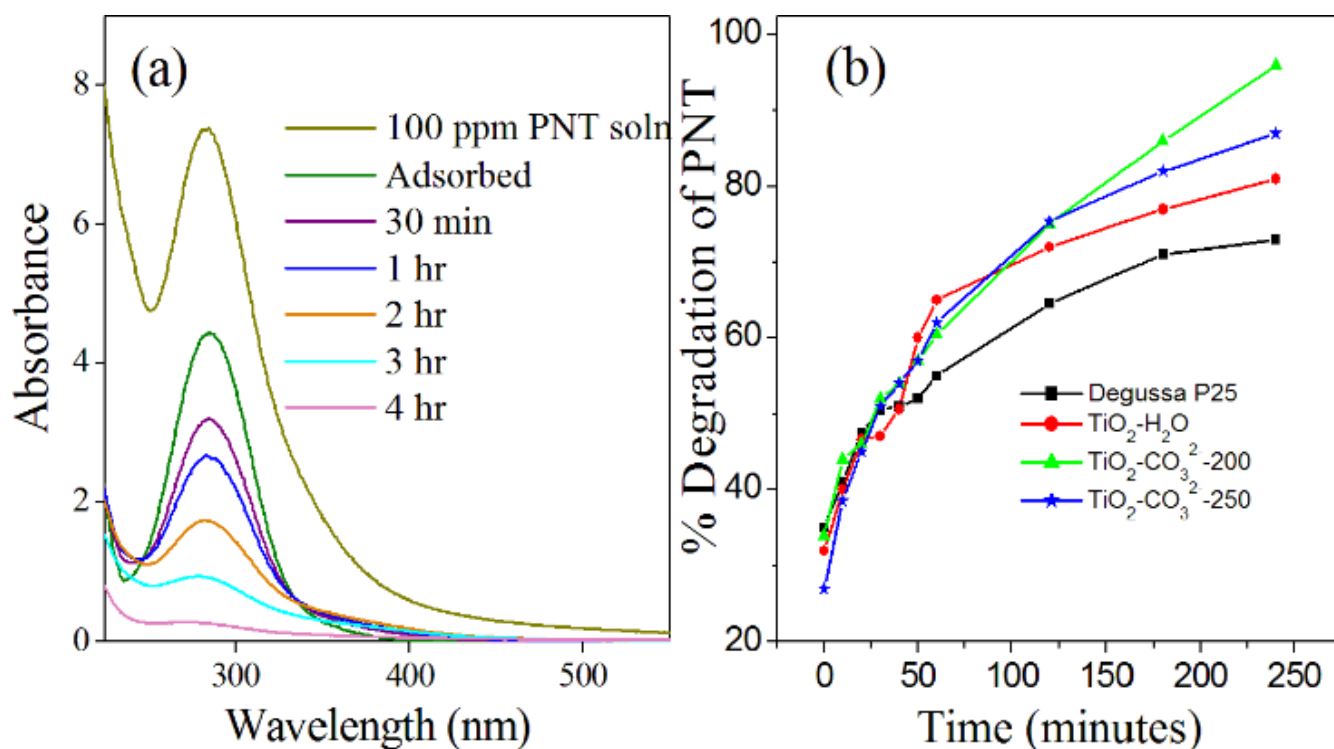 (a)
100 ppm PNT soln
Adsorbed
30 min
1 hr
2 hr
3 hr
4 hr
Absorbance
8
6
4
2
0
300
400
500
Wavelength (nm)
(b)
% Degradation of PNT
100
80
60
40
20
Degussa P25
TiO₂-H₂O
TiO₂-CO₃²-200
TiO₂-CO₃²-250
0
50
100
150
200
250
Time (minutes)